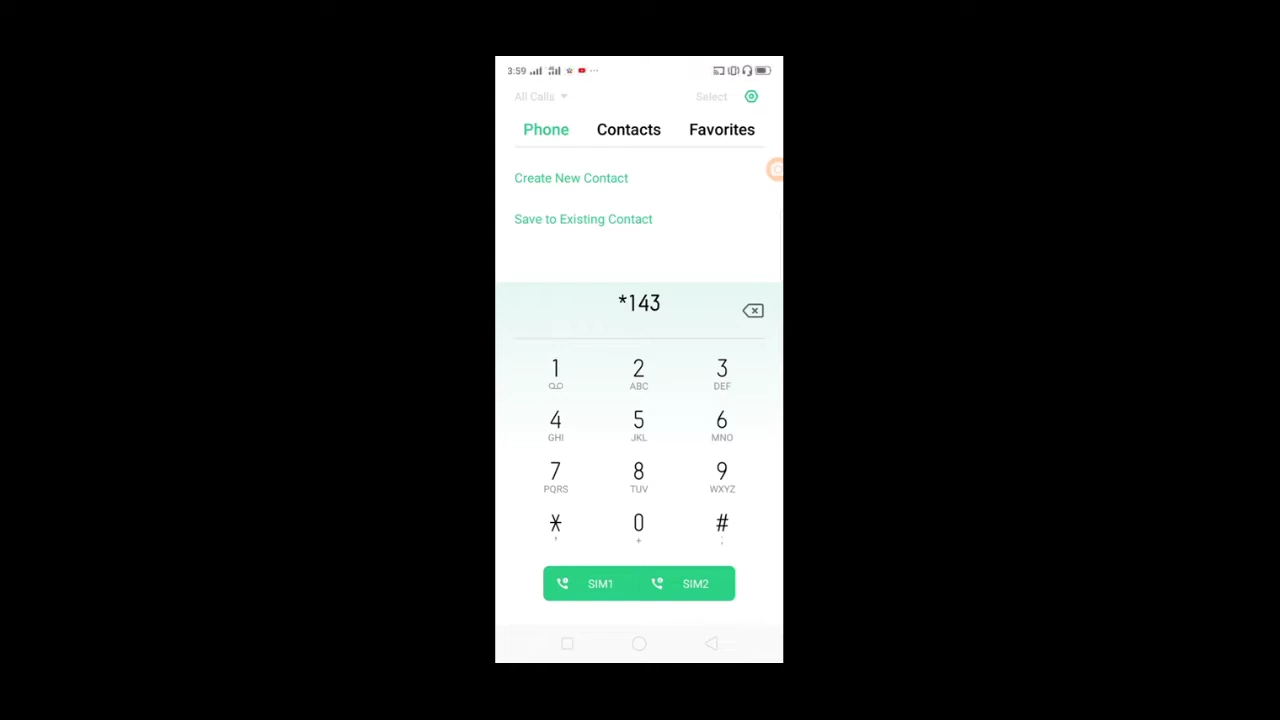 3:59
All Calls Select
Phone Contacts Favorites
Create New Contact
Save to Existing Contact
*143
1 2 3
ABC DEF
4 5 6
GHI JKL MNO
7 8 9
PQRS TUV WXYZ
* 0 #
, + ;
SIM1 SIM2